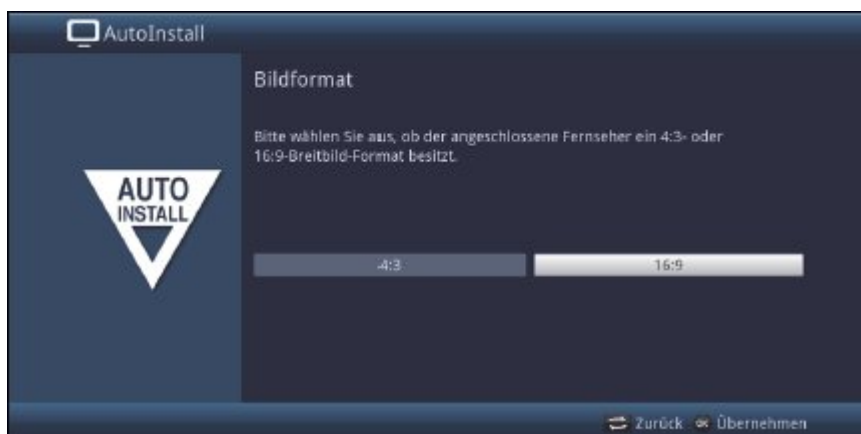 AutoInstall
Bildformat
Bitte wählen Sie aus, ob der angeschlossene Fernseher ein 4:3- oder
16:9-Breitbild-Format besitzt.
AUTO
INSTALL
4:3
16:9
Zurück OK Übernehmen